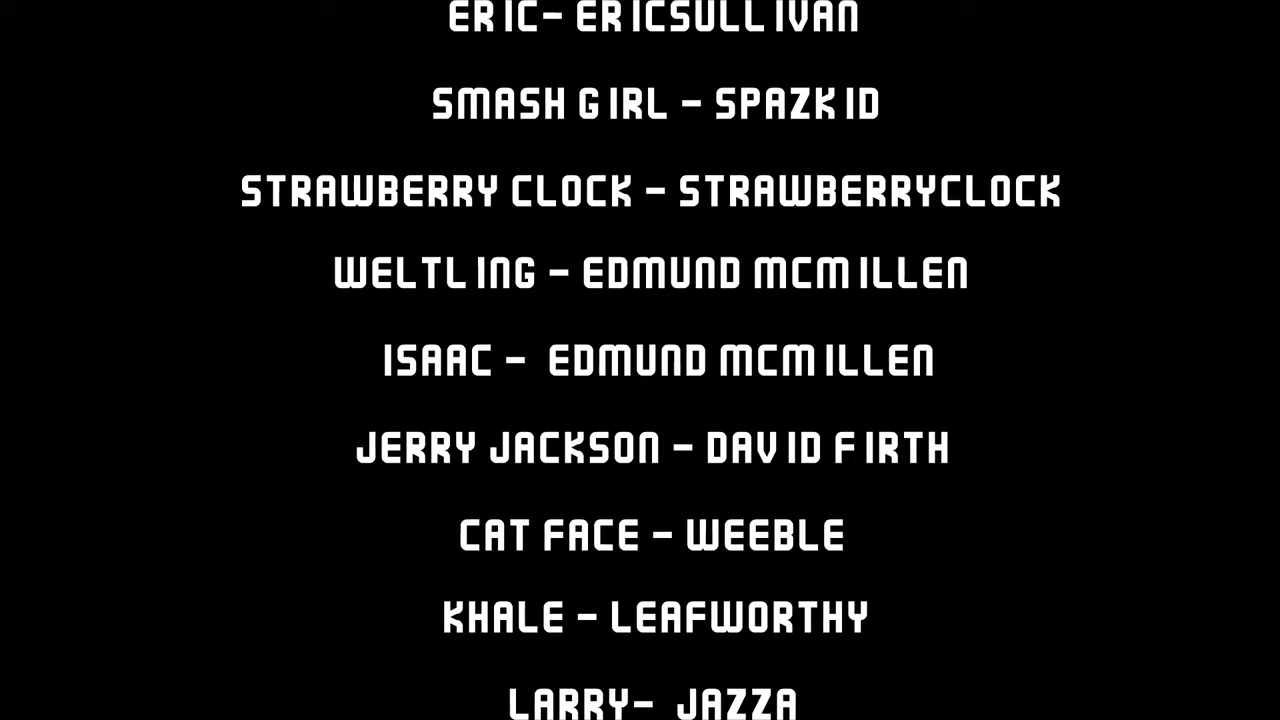 ERIC- ERICSULLIVAN
SMASH GIRL - SPAZKID
STRAWBERRY CLOCK - STRAWBERRYCLOCK
WELTLING - EDMUND MCMILLEN
ISAAC - EDMUND MCMILLEN
JERRY JACKSON - DAVID FIRTH
CAT FACE - WEEBLE
KHALE - LEAFWORTHY
LARRY- JAZZA